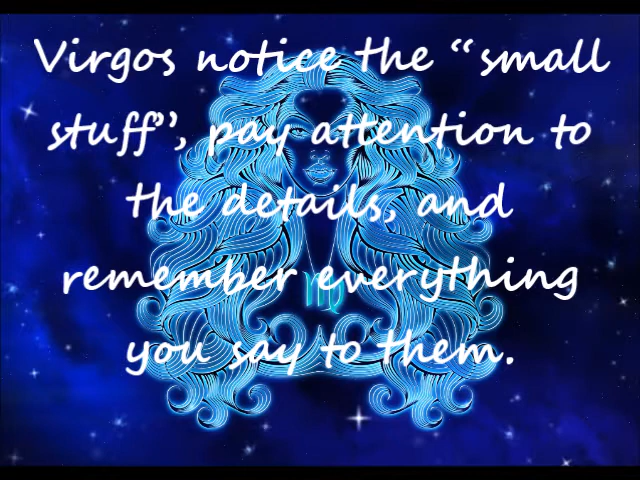 Virgos notice the “small
stuff”, pay attention to
the details, and
remember everything
you say to them.